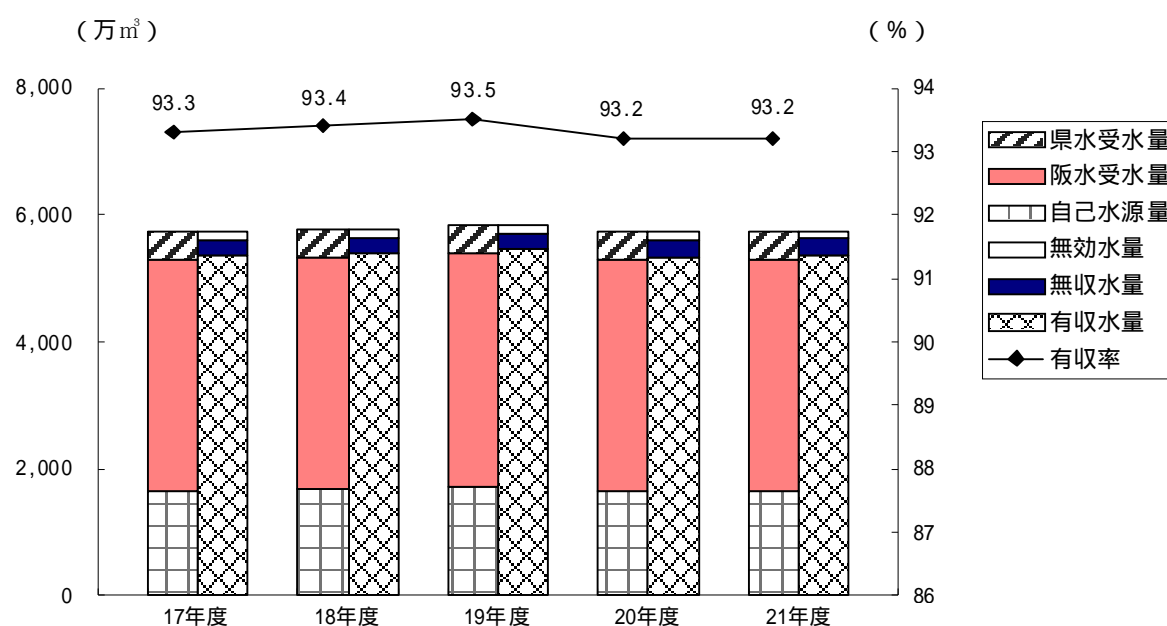 （万㎥）
（％）
8,000
6,000
4,000
2,000
0
93.3
93.4
93.5
93.2
93.2
94
93
92
91
90
89
88
87
86
17年度
18年度
19年度
20年度
21年度
県水受水量
阪水受水量
自己水源量
無効水量
無収水量
有収水量
有収率